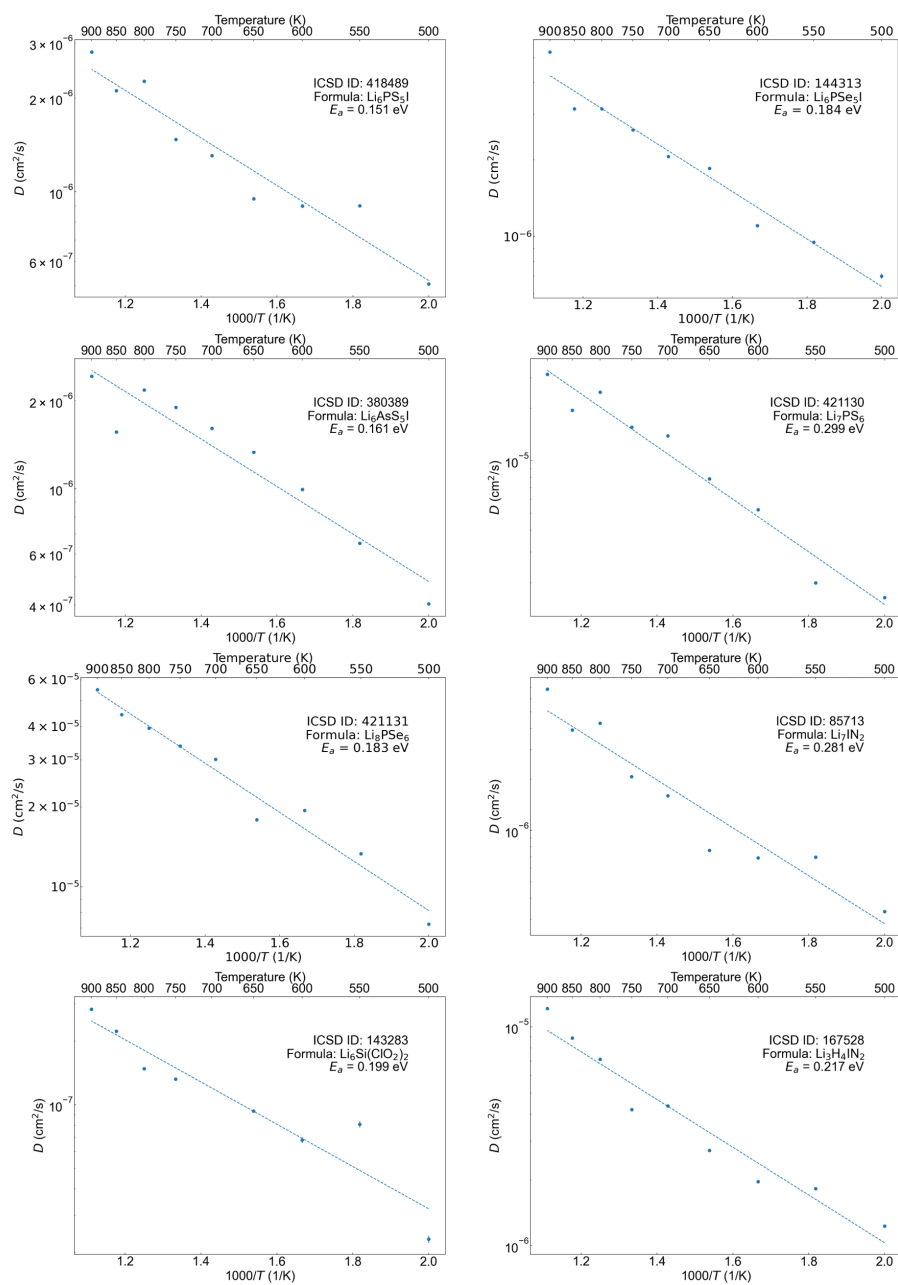 Temperature (K)
900 850 800 750 700 650 600 550 500
3 × 10⁻⁶
2 × 10⁻⁶
10⁻⁶
6 × 10⁻⁷
D (cm²/s)
ICSD ID: 418489
Formula: Li₆PS₅I
Eₐ = 0.151 eV
1.2 1.4 1.6 1.8 2.0
1000/T (1/K)
Temperature (K)
900 850 800 750 700 650 600 550 500
10⁻⁶
D (cm²/s)
ICSD ID: 144313
Formula: Li₆PSe₅I
Eₐ = 0.184 eV
1.2 1.4 1.6 1.8 2.0
1000/T (1/K)
Temperature (K)
900 850 800 750 700 650 600 550 500
2 × 10⁻⁶
10⁻⁶
6 × 10⁻⁷
4 × 10⁻⁷
D (cm²/s)
ICSD ID: 380389
Formula: Li₆AsS₅I
Eₐ = 0.161 eV
1.2 1.4 1.6 1.8 2.0
1000/T (1/K)
Temperature (K)
900 850 800 750 700 650 600 550 500
10⁻⁵
D (cm²/s)
ICSD ID: 421130
Formula: Li₇PS₆
Eₐ = 0.299 eV
1.2 1.4 1.6 1.8 2.0
1000/T (1/K)
Temperature (K)
900 850 800 750 700 650 600 550 500
6 × 10⁻⁵
4 × 10⁻⁵
3 × 10⁻⁵
2 × 10⁻⁵
10⁻⁵
D (cm²/s)
ICSD ID: 421131
Formula: Li₈PSe₆
Eₐ = 0.183 eV
1.2 1.4 1.6 1.8 2.0
1000/T (1/K)
Temperature (K)
900 850 800 750 700 650 600 550 500
10⁻⁶
D (cm²/s)
ICSD ID: 85713
Formula: Li₇IN₂
Eₐ = 0.281 eV
1.2 1.4 1.6 1.8 2.0
1000/T (1/K)
Temperature (K)
900 850 800 750 700 650 600 550 500
10⁻⁷
D (cm²/s)
ICSD ID: 143283
Formula: Li₆Si(ClO₂)₂
Eₐ = 0.199 eV
1.2 1.4 1.6 1.8 2.0
1000/T (1/K)
Temperature (K)
900 850 800 750 700 650 600 550 500
10⁻⁵
10⁻⁶
D (cm²/s)
ICSD ID: 167528
Formula: Li₃H₄IN₂
Eₐ = 0.217 eV
1.2 1.4 1.6 1.8 2.0
1000/T (1/K)